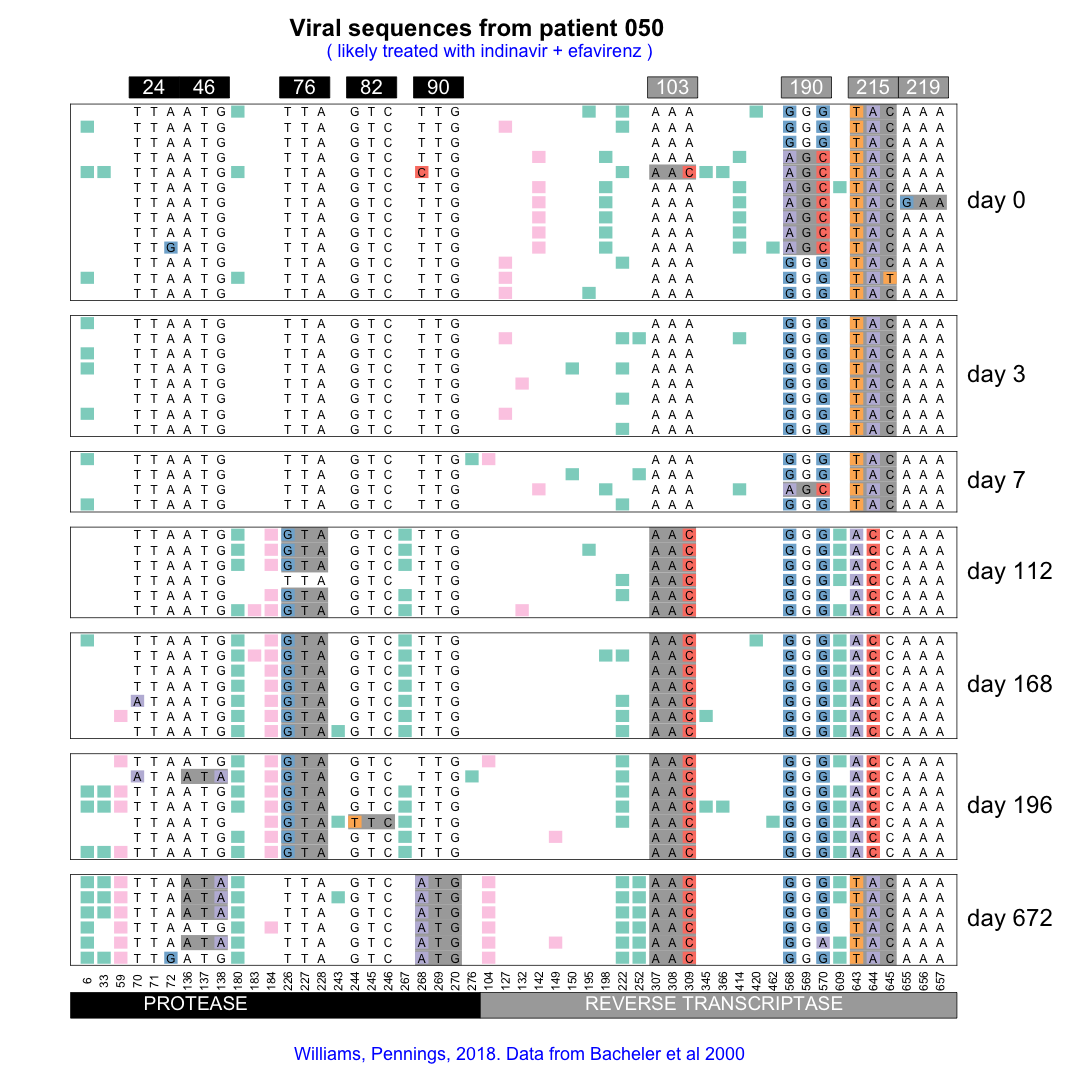 Viral sequences from patient 050
( likely treated with indinavir + efavirenz )
24 46 76 82 90 103 190 215 219
T T A A T G T T A G T C T T G A A A G G G T A C A A A
T T A A T G T T A G T C T T G A A A G G G T A C A A A
T T A A T G T T A G T C T T G A A A G G G T A C A A A
T T A A T G T T A G T C T T G A A A A G C T A C A A A
T T A A T G T T A G T C C T G A A C A G C T A C A A A
T T A A T G T T A G T C T T G A A A A G C T A C A A A
T T A A T G T T A G T C T T G A A A A G C T A C G A A day 0
T T A A T G T T A G T C T T G A A A A G C T A C A A A
T T A A T G T T A G T C T T G A A A A G C T A C A A A
T T G A T G T T A G T C T T G A A A A G C T A C A A A
T T A A T G T T A G T C T T G A A A G G G T A C A A A
T T A A T G T T A G T C T T G A A A G G G T A T A A A
T T A A T G T T A G T C T T G A A A G G G T A C A A A
T T A A T G T T A G T C T T G A A A G G G T A C A A A
T T A A T G T T A G T C T T G A A A G G G T A C A A A
T T A A T G T T A G T C T T G A A A G G G T A C A A A
T T A A T G T T A G T C T T G A A A G G G T A C A A A day 3
T T A A T G T T A G T C T T G A A A G G G T A C A A A
T T A A T G T T A G T C T T G A A A G G G T A C A A A
T T A A T G T T A G T C T T G A A A G G G T A C A A A
T T A A T G T T A G T C T T G A A A G G G T A C A A A
T T A A T G T T A G T C T T G A A A G G G T A C A A A
T T A A T G T T A G T C T T G A A A G G G T A C A A A day 7
T T A A T G T T A G T C T T G A A A A G C T A C A A A
T T A A T G T T A G T C T T G A A A G G G T A C A A A
T T A A T G G T A G T C T T G A A C G G G A C C A A A
T T A A T G G T A G T C T T G A A C G G G A C C A A A
T T A A T G G T A G T C T T G A A C G G G A C C A A A day 112
T T A A T G T T A G T C T T G A A C G G G A C C A A A
T T A A T G G T A G T C T T G A A C G G G A C C A A A
T T A A T G G T A G T C T T G A A C G G G A C C A A A
T T A A T G G T A G T C T T G A A C G G G A C C A A A
T T A A T G G T A G T C T T G A A C G G G A C C A A A
T T A A T G G T A G T C T T G A A C G G G A C C A A A
T T A A T G G T A G T C T T G A A C G G G A C C A A A day 168
A T A A T G G T A G T C T T G A A C G G G A C C A A A
T T A A T G G T A G T C T T G A A C G G G A C C A A A
T T A A T G G T A G T C T T G A A C G G G A C C A A A
T T A A T G G T A G T C T T G A A C G G G A C C A A A
A T A A T A G T A G T C T T G A A C G G G A C C A A A
T T A A T G G T A G T C T T G A A C G G G A C C A A A
T T A A T G G T A G T C T T G A A C G G G A C C A A A day 196
T T A A T G G T A T T C T T G A A C G G G A C C A A A
T T A A T G G T A G T C T T G A A C G G G A C C A A A
T T A A T G G T A G T C T T G A A C G G G A C C A A A
T T A A T A T T A G T C A T G A A C G G G T A C A A A
T T A A T A T T A G T C A T G A A C G G G T A C A A A
T T A A T A T T A G T C A T G A A C G G G T A C A A A day 672
T T A A T G T T A G T C A T G A A C G G G T A C A A A
T T A A T A T T A G T C A T G A A C G G A T A C A A A
T T G A T G T T A G T C A T G A A C G G G T A C A A A
6 33 59 70 71 72 136 137 138 180 183 184 226 227 228 243 244 245 246 267 268 269 270 276 104 127 139 142 150 195 198 222 252 307 308 309 345 366 414 420 462 568 569 570 609 643 644 645 655 656 657
PROTEASE REVERSE TRANSCRIPTASE
Williams, Pennings, 2018. Data from Bacheler et al 2000